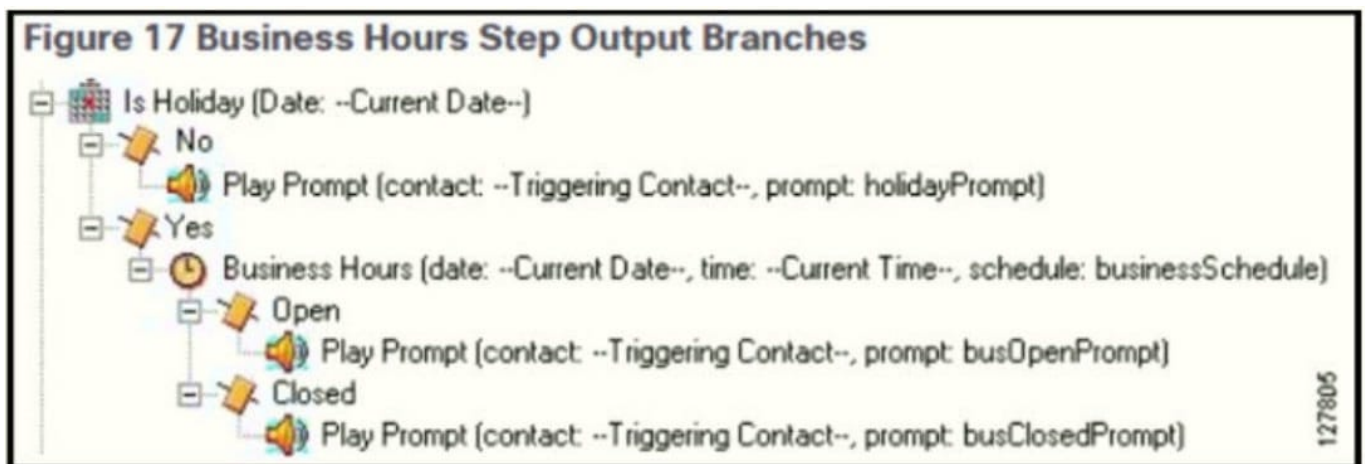 Figure 17 Business Hours Step Output Branches
Is Holiday (Date: --Current Date--)
No
Play Prompt (contact: --Triggering Contact--, prompt: holidayPrompt)
Yes
Business Hours (date: --Current Date--, time: --Current Time--, schedule: businessSchedule)
Open
Play Prompt (contact: --Triggering Contact--, prompt: busOpenPrompt)
Closed
Play Prompt (contact: --Triggering Contact--, prompt: busClosedPrompt)
127805